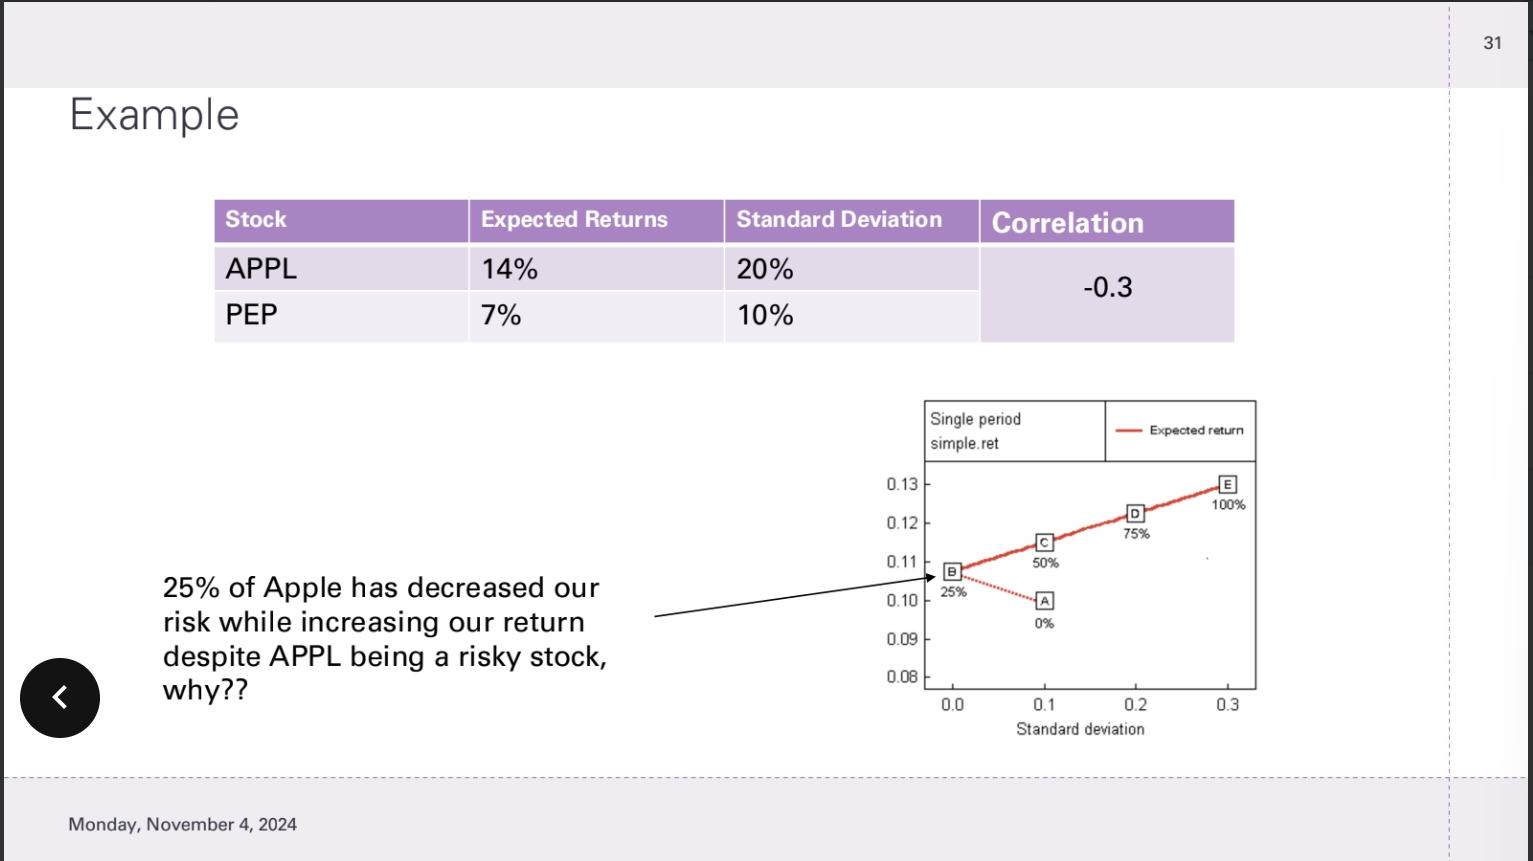 31
Example
Stock Expected Returns Standard Deviation Correlation
APPL 14% 20% -0.3
PEP 7% 10%
Single period
simple.ret
Expected return
0.13
0.12
0.11
0.10
0.09
0.08
E
100%
D
75%
C
50%
B
25%
A
0%
0.0 0.1 0.2 0.3
Standard deviation
25% of Apple has decreased our
risk while increasing our return
despite APPL being a risky stock,
why??
Monday, November 4, 2024